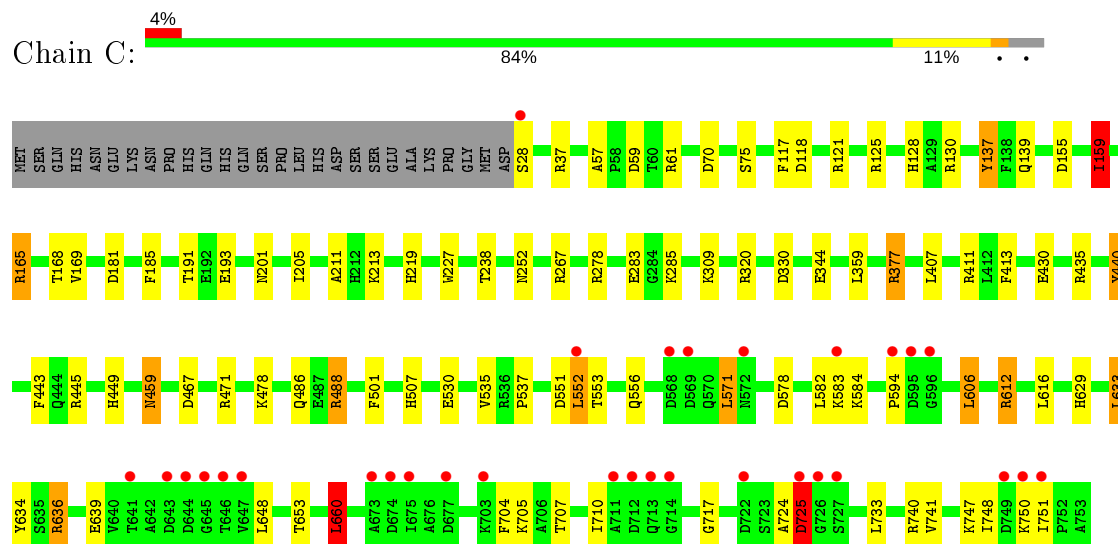 4%
Chain C:
84% 11% • •
MET SER GLN HIS ASN GLU LYS ASN PRO HIS GLN HIS GLN SER PRO LEU HIS ASP SER SER GLU ALA LYS PRO GLY MET ASP S28 R37 A57 P58 D59 T60 R61 D70 S75 F117 D118 R121 R125 H128 A129 R130 Y137 F138 Q139 D155 I159
R165 T168 V169 D181 F185 T191 E192 E193 N201 I205 A211 H212 K213 H219 W227 T238 N252 R267 R278 E283 G284 K285 K309 R320 D330 E344 L359 R377 L407 R411 L412 F413 E430 R435 Y440
F443 Q444 R445 H449 N459 D467 R471 K478 Q486 E487 R488 F501 H507 E530 V535 R536 P537 D551 L552 T553 Q556 D568 D569 Q570 L571 N572 D578 L582 K583 K584 P594 D595 G596 L606 R612 L616 H629 L633
Y634 S635 R636 E639 V640 T641 A642 D643 D644 G645 T646 V647 L648 T653 L660 A673 D674 I675 A676 D677 K703 F704 K705 A706 T707 I710 A711 D712 Q713 G714 G717 D722 S723 A724 D725 G726 S727 L733 R740 V741 K747 I748 D749 K750 I751 P752 A753